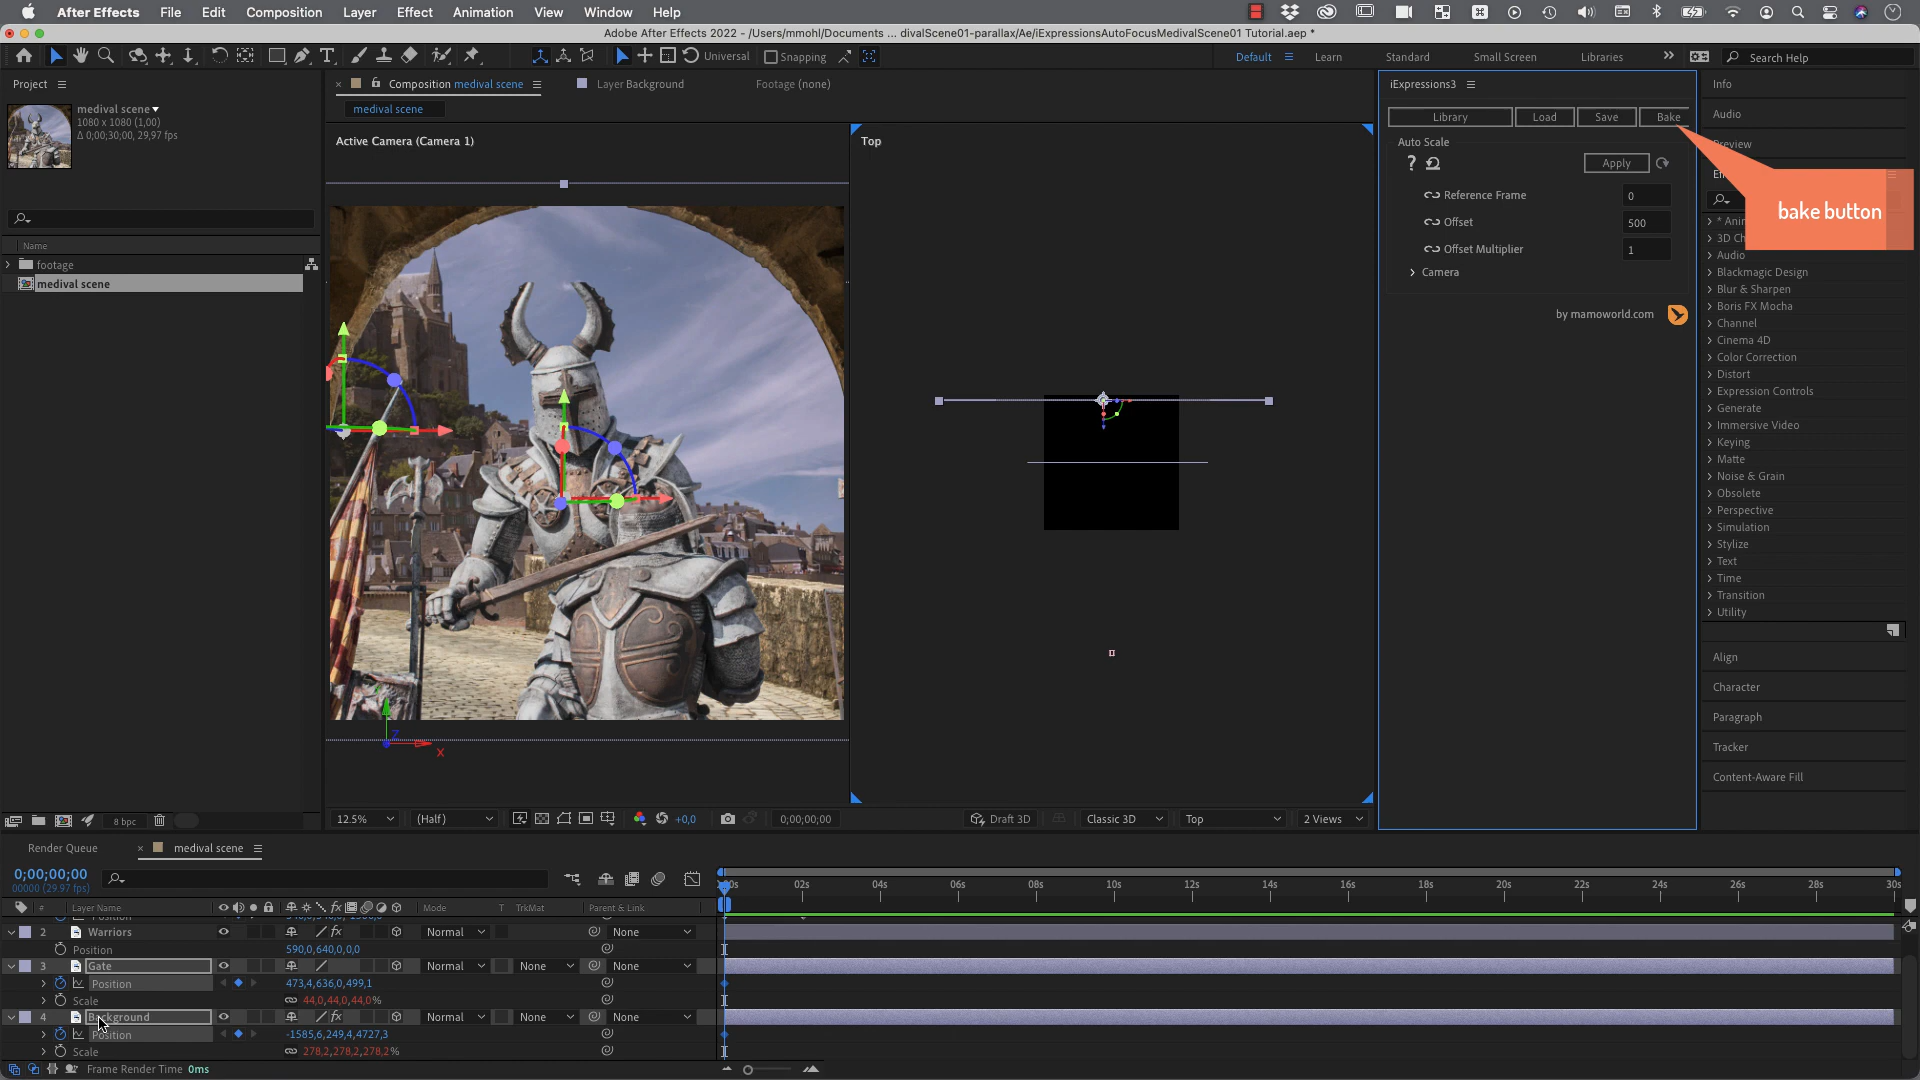 After Effects File Edit Composition Layer Effect Animation View Window Help
Adobe After Effects 2022 - /Users/mmohl/Documents ... divalScene01-parallax/Ae/iExpressionsAutoFocusMedivalScene01 Tutorial.aep *
Universal Snapping Default Learn Standard Small Screen Libraries Search Help
Project
medival scene
1080 x 1080 (1,00)
Δ 0;00;30;00, 29,97 fps
Name
footage
medival scene
8 bpc
Composition medival scene Layer Background Footage (none)
medival scene
Active Camera (Camera 1)
Top
Z
X
12.5% (Half) +0,0 0;00;00;00 Draft 3D Classic 3D Top 2 Views
iExpressions3
Library Load Save Bake
Auto Scale
? Apply
Reference Frame 0
Offset 500
Offset Multiplier 1
Camera
by mamoworld.com
bake button
Info
Audio
Preview
* Ani
3D Ch
Audio
Blackmagic Design
Blur & Sharpen
Boris FX Mocha
Channel
Cinema 4D
Color Correction
Distort
Expression Controls
Generate
Immersive Video
Keying
Matte
Noise & Grain
Obsolete
Perspective
Simulation
Stylize
Text
Time
Transition
Utility
Align
Character
Paragraph
Tracker
Content-Aware Fill
Render Queue medival scene
0;00;00;00
00000 (29.97 fps)
02s 04s 06s 08s 10s 12s 14s 16s 18s 20s 22s 24s 26s 28s 30s
# Layer Name Mode T TrkMat Parent & Link
2 Warriors Normal None
Position 590,0,640,0,0,0
3 Gate Normal None None
Position 473,4,636,0,499,1
Scale 44,0,44,0,44,0%
4 Background Normal None None
Position -1585,6,249,4,4727,3
Scale 278,2,278,2,278,2%
Frame Render Time 0ms